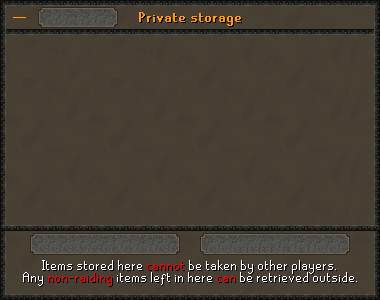 Private storage
Items stored here cannot be taken by other players.
Any non-raiding items left in here can be retrieved outside.